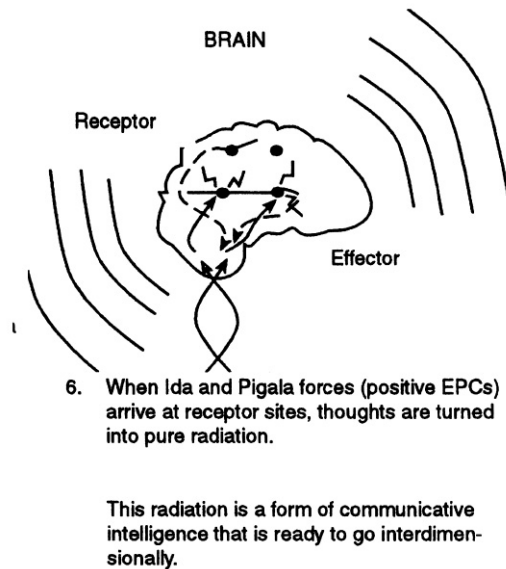 BRAIN
Receptor
Effector
6. When Ida and Pigala forces (positive EPCs)
arrive at receptor sites, thoughts are turned
into pure radiation.
This radiation is a form of communicative
intelligence that is ready to go interdimen-
sionally.